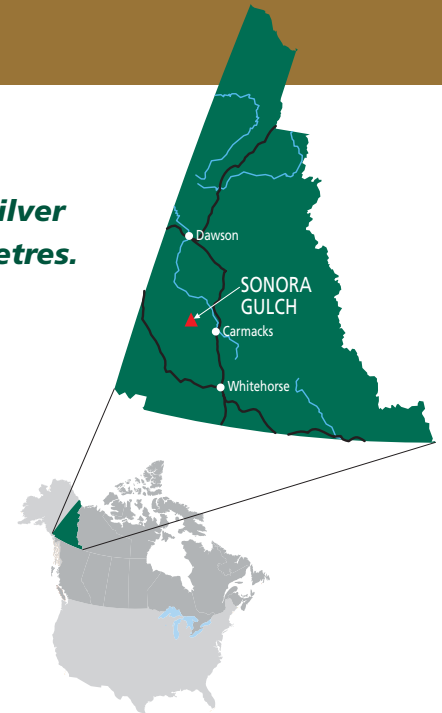 ilver
etres.
Dawson
SONORA
GULCH
Carmacks
Whitehorse